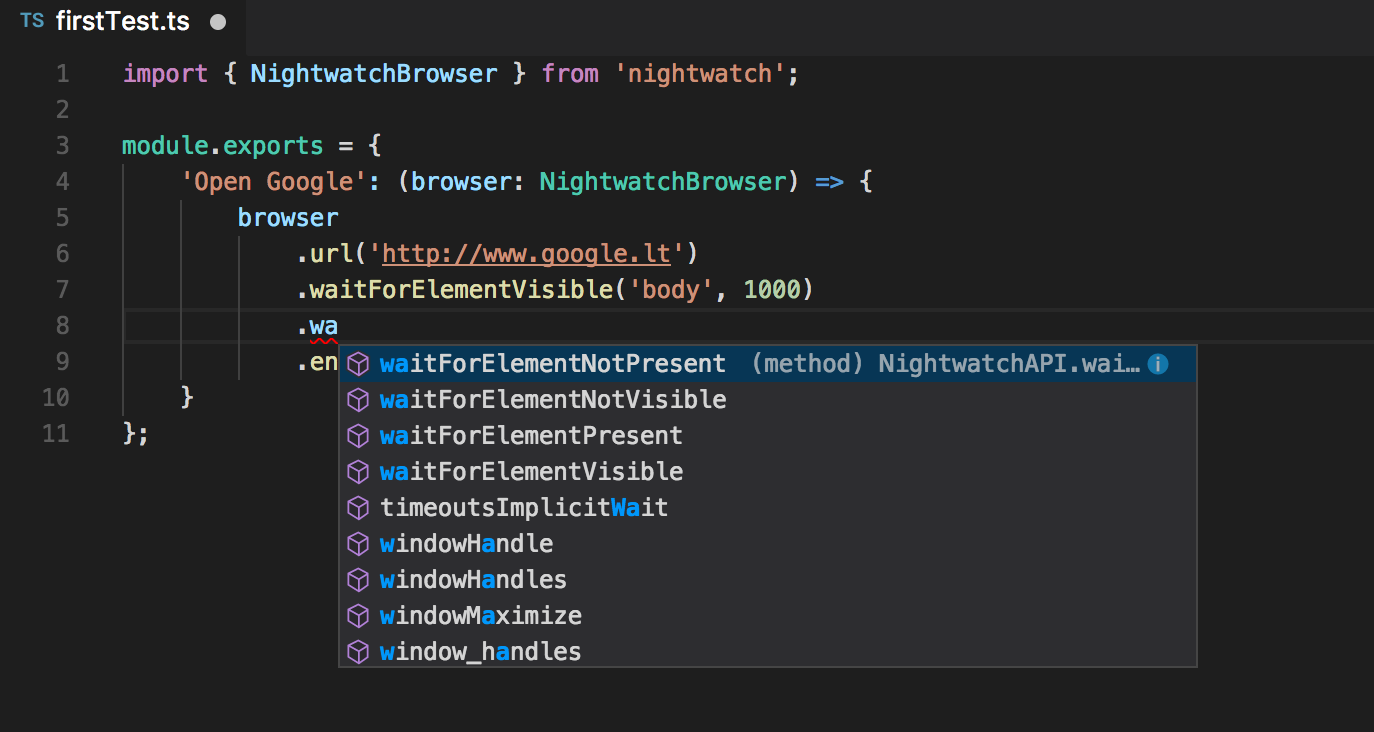 TS firstTest.ts
1 import { NightwatchBrowser } from 'nightwatch';
2
3 module.exports = {
4 'Open Google': (browser: NightwatchBrowser) => {
5 browser
6 .url('http://www.google.lt')
7 .waitForElementVisible('body', 1000)
8 .wa
9 .en
waitForElementNotPresent (method) NightwatchAPI.wai…
waitForElementNotVisible
10 }
waitForElementPresent
11 };
waitForElementVisible
timeoutsImplicitWait
windowHandle
windowHandles
windowMaximize
window_handles